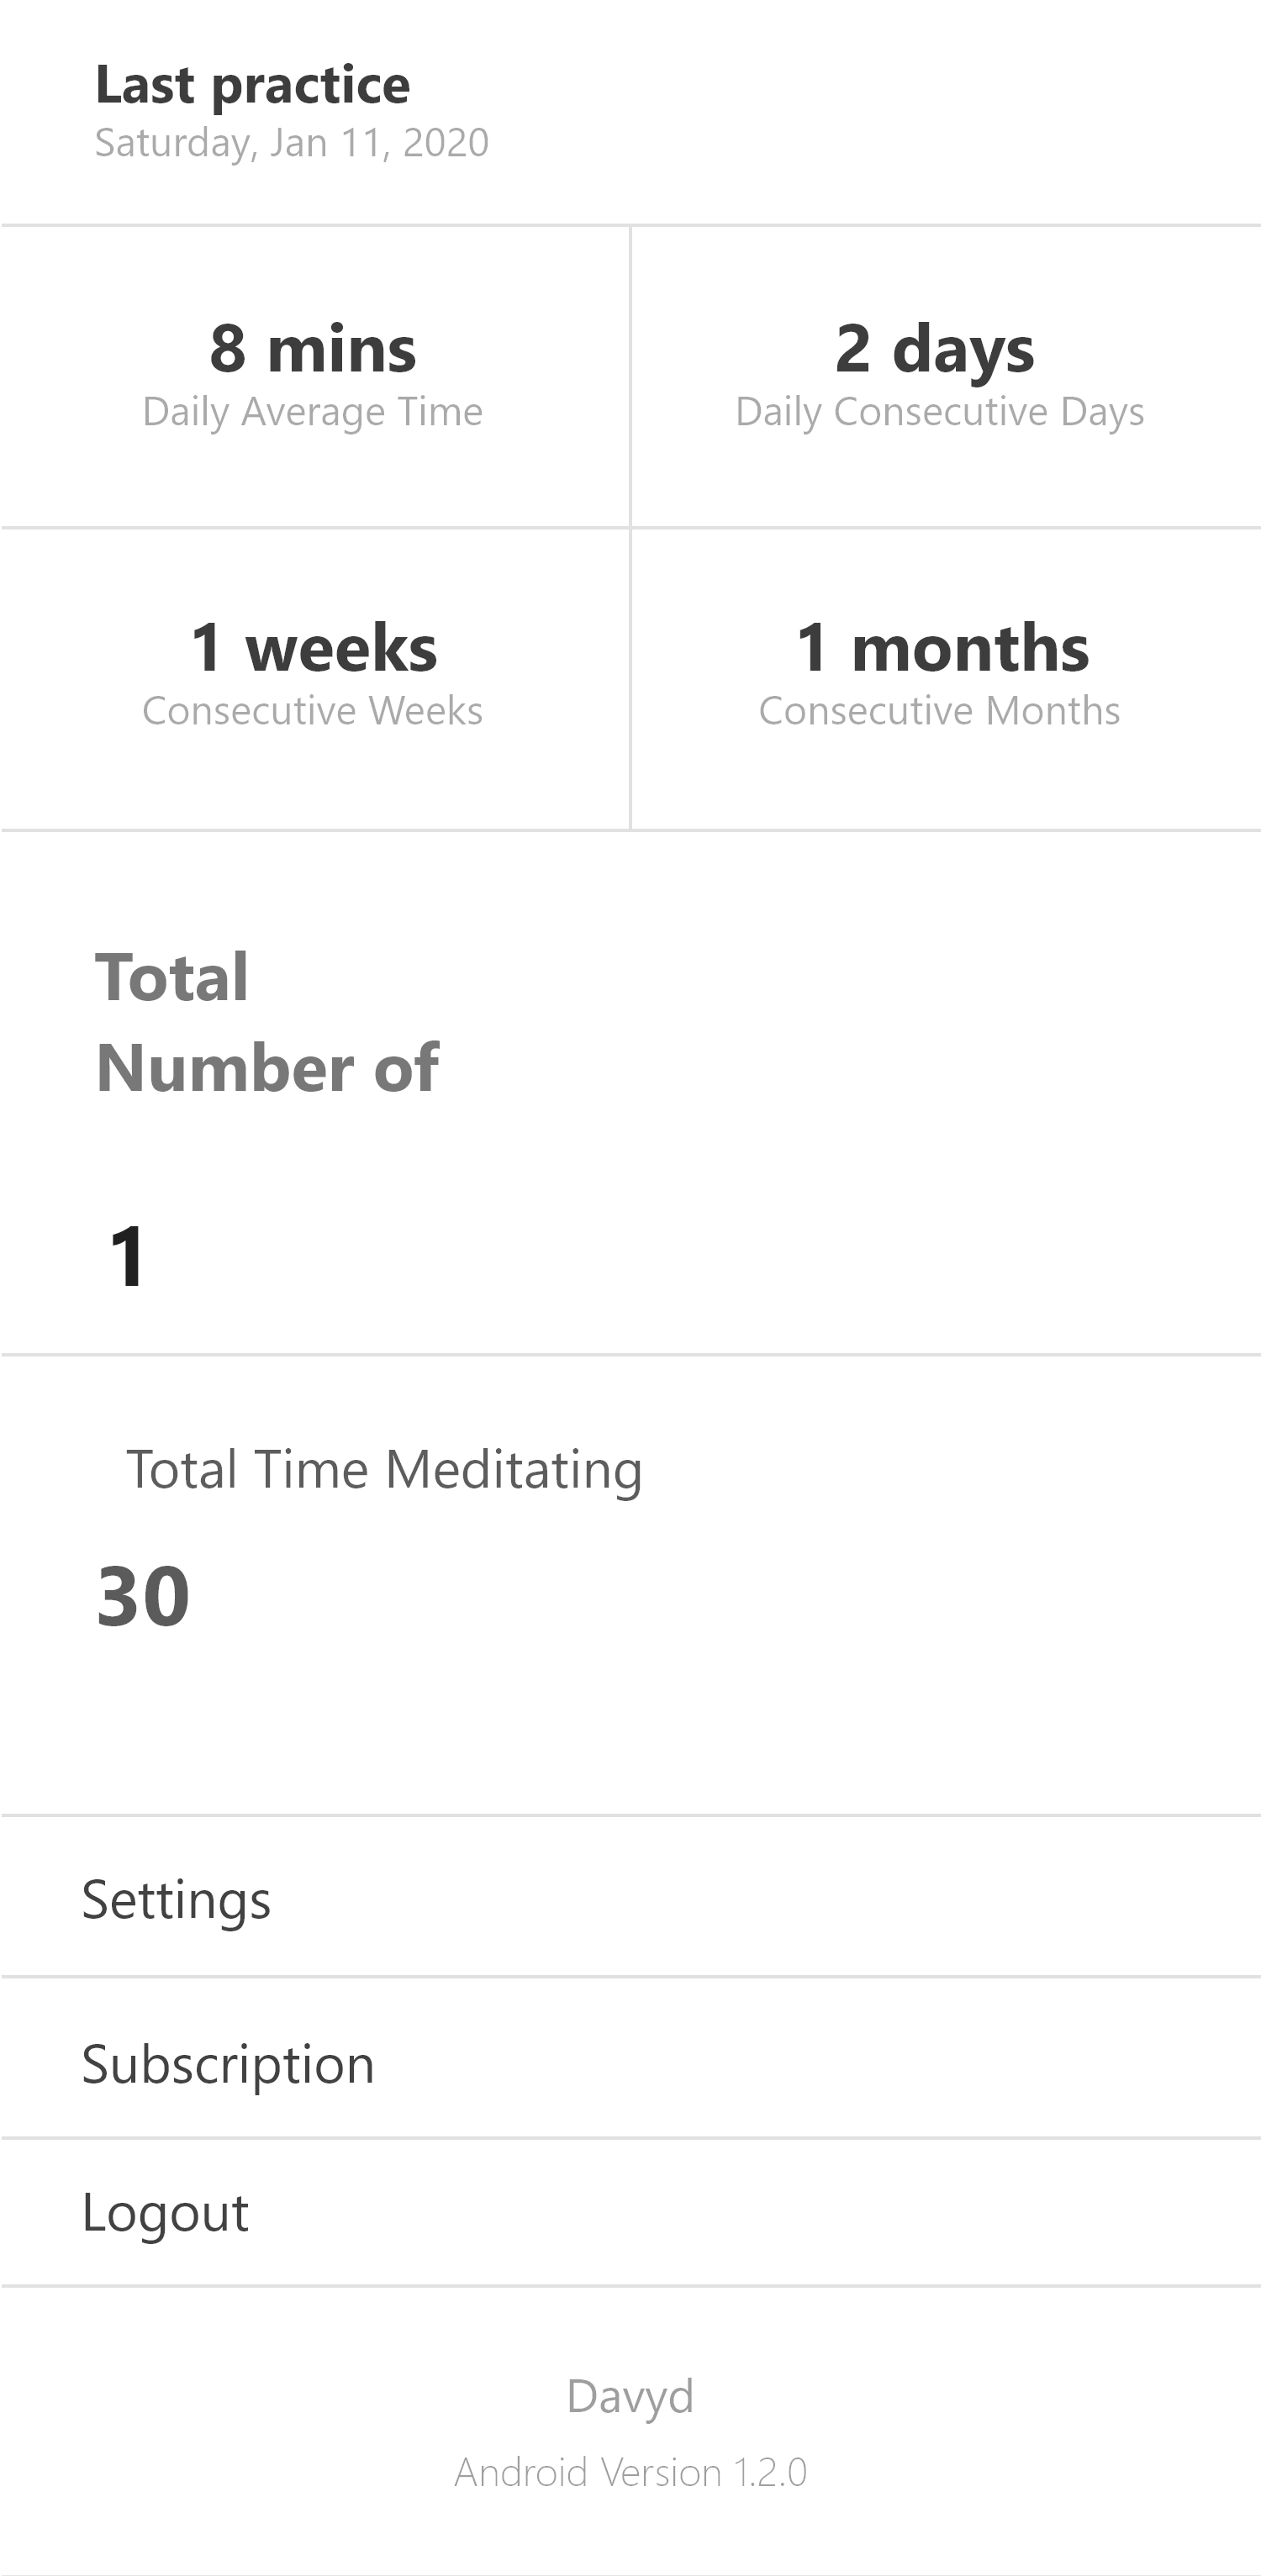 Last practice
Saturday, Jan 11, 2020
8 mins
Daily Average Time
2 days
Daily Consecutive Days
1 weeks
Consecutive Weeks
1 months
Consecutive Months
Total
Number of
1
Total Time Meditating
30
Settings
Subscription
Logout
Davyd
Android Version 1.2.0